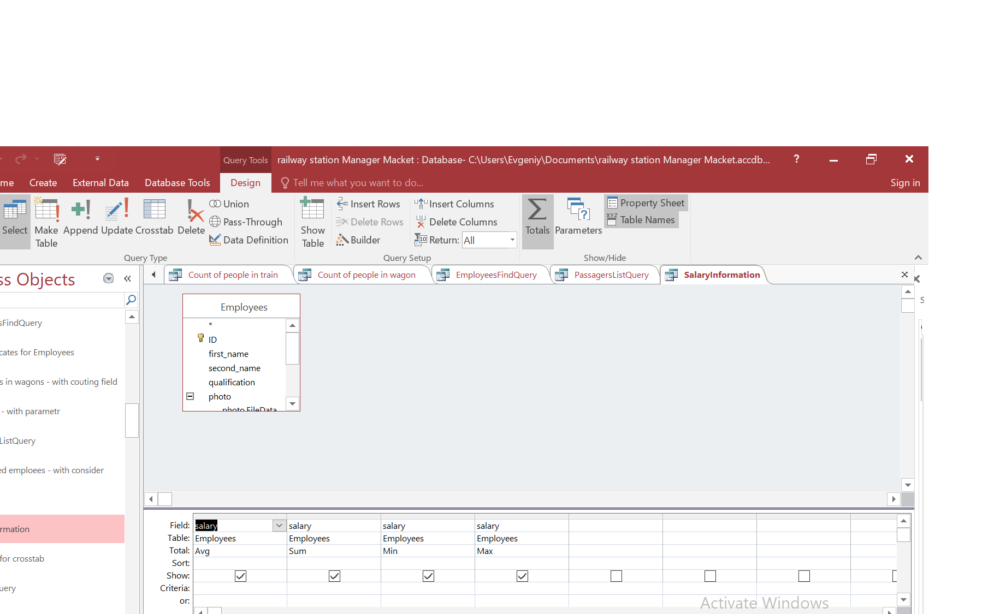 Query Tools railway station Manager Macket : Database- C:\Users\Evgeniy\Documents\railway station Manager Macket.accdb... ?
me Create External Data Database Tools Design Tell me what you want to do... Sign in
Select Make Table Append Update Crosstab Delete
Union
Pass-Through
Data Definition
Query Type
Show Table
Insert Rows
Delete Rows
Builder
Insert Columns
Delete Columns
10 Return: All
Query Setup
Totals Parameters
Property Sheet
XYZ Table Names
Show/Hide
ss Objects
Count of people in train Count of people in wagon EmployeesFindQuery PassagersListQuery SalaryInformation
sFindQuery
cates for Employees
s in wagons - with couting field
- with parametr
ListQuery
ed emploees - with consider
rmation
for crosstab
uery
Employees
*
ID
first_name
second_name
qualification
photo
photo.FileData
Field: salary salary salary salary
Table: Employees Employees Employees Employees
Total: Avg Sum Min Max
Sort:
Show:
Criteria:
or:
Activate Windows